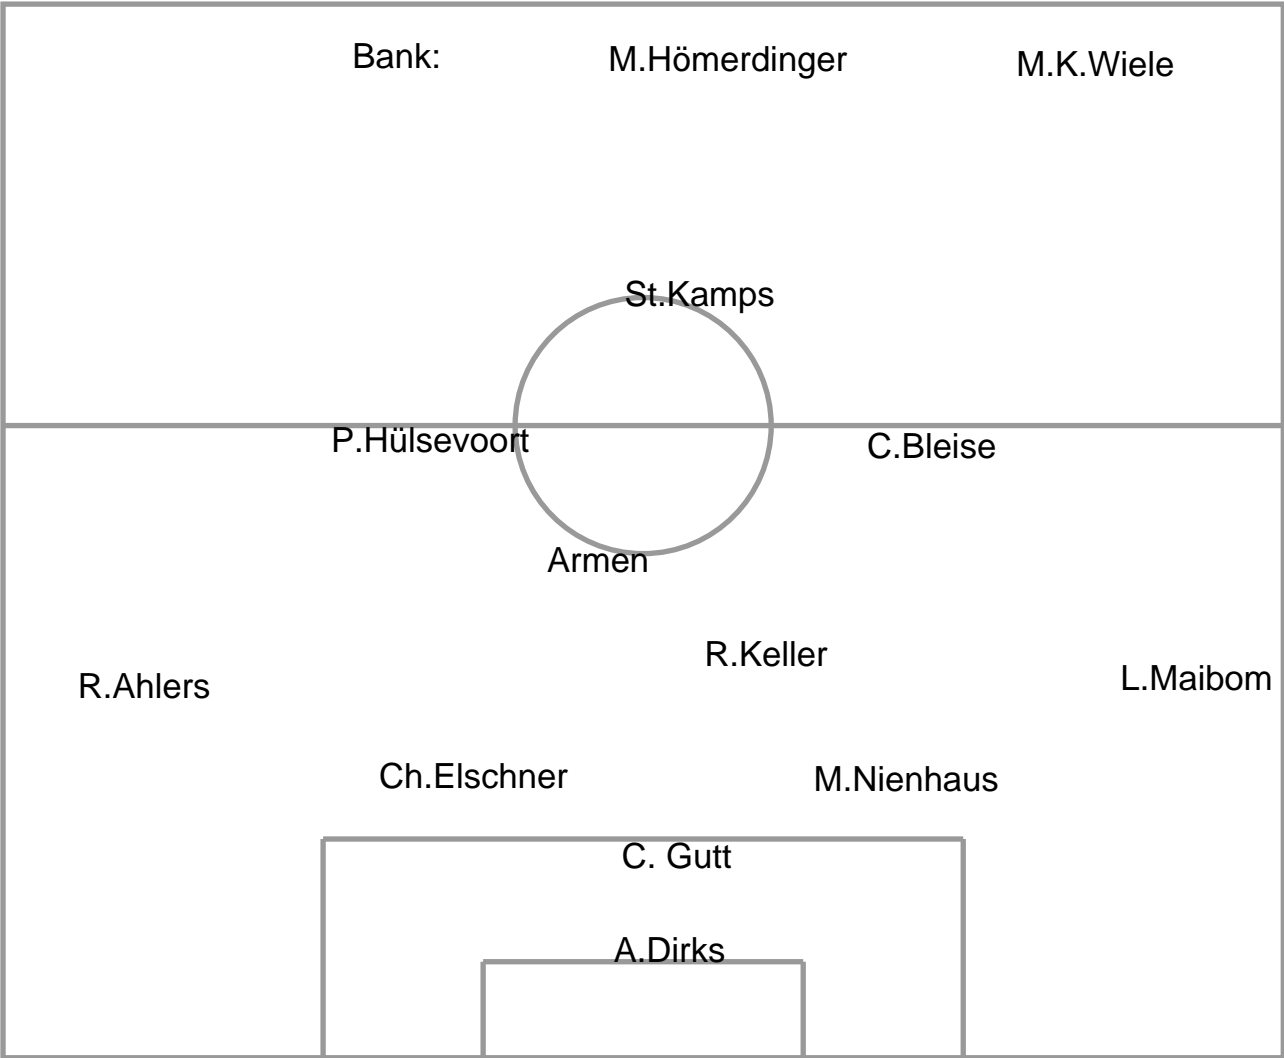 Bank: M.Hömerdinger M.K.Wiele
St.Kamps
P.Hülsevoort C.Bleise
Armen
R.Keller
R.Ahlers L.Maibom
Ch.Elschner M.Nienhaus
C. Gutt
A.Dirks